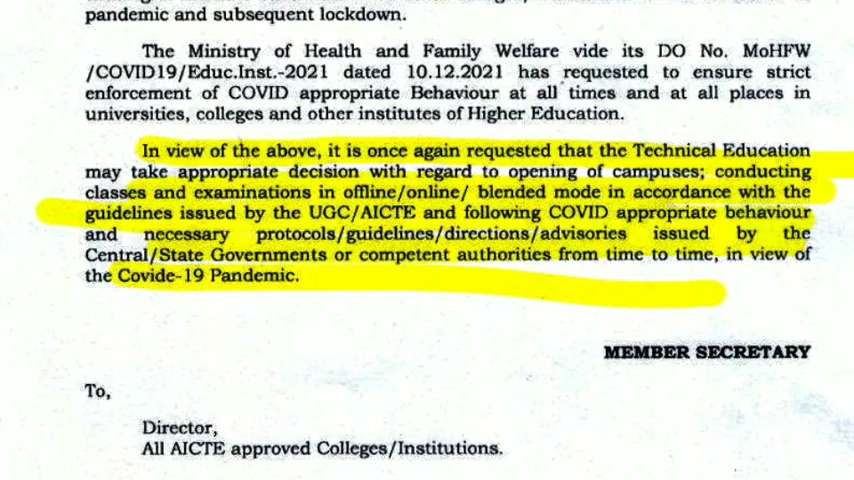 pandemic and subsequent lockdown.
The Ministry of Health and Family Welfare vide its DO No. MoHFW
/COVID19/Educ.Inst.-2021 dated 10.12.2021 has requested to ensure strict
enforcement of COVID appropriate Behaviour at all times and at all places in
universities, colleges and other institutes of Higher Education.
In view of the above, it is once again requested that the Technical Education
may take appropriate decision with regard to opening of campuses; conducting
classes and examinations in offline/online/ blended mode in accordance with the
guidelines issued by the UGC/AICTE and following COVID appropriate behaviour
and necessary protocols/guidelines/directions/advisories issued by the
Central/State Governments or competent authorities from time to time, in view of
the Covide-19 Pandemic.
MEMBER SECRETARY
To,
Director,
All AICTE approved Colleges/Institutions.